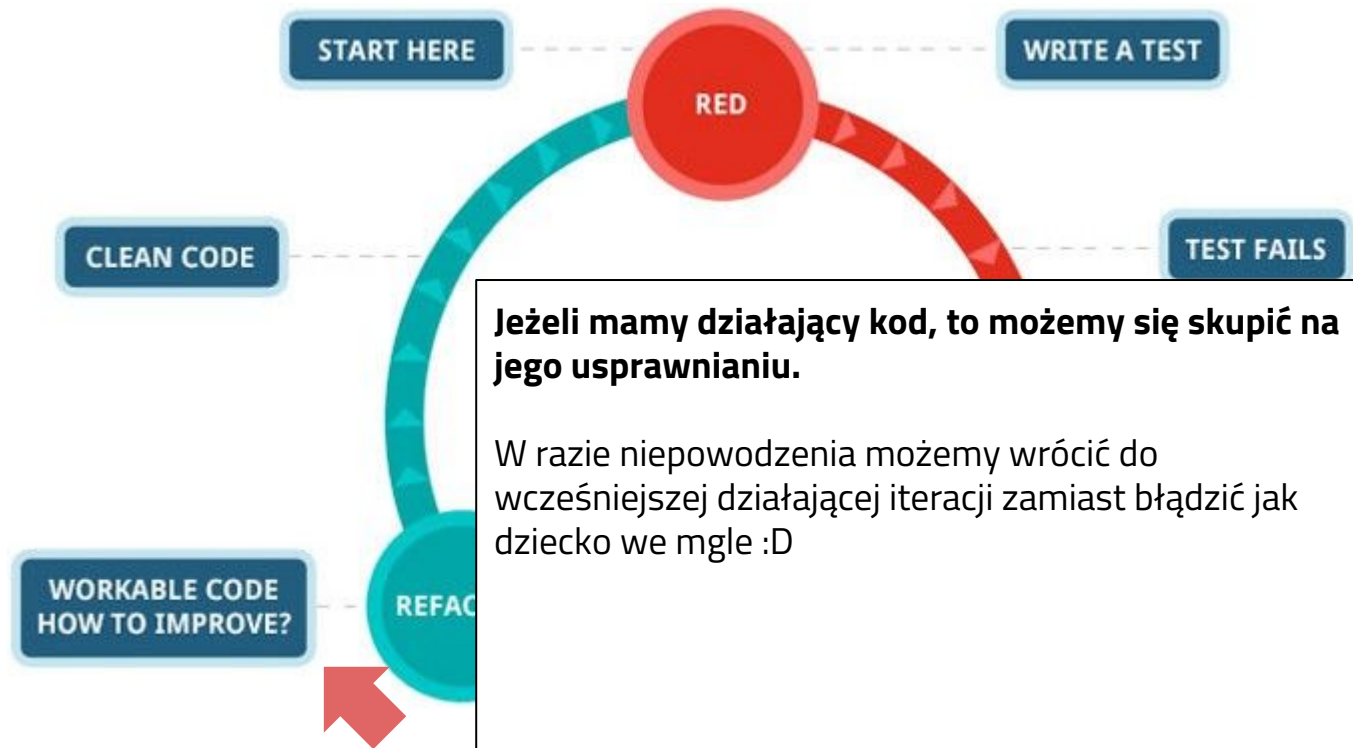 START HERE
WRITE A TEST
RED
CLEAN CODE
TEST FAILS
Jeżeli mamy działający kod, to możemy się skupić na
jego usprawnianiu.
W razie niepowodzenia możemy wrócić do
wcześniejszej działającej iteracji zamiast błądzić jak
dziecko we mgle :D
WORKABLE CODE
HOW TO IMPROVE?
REFAC